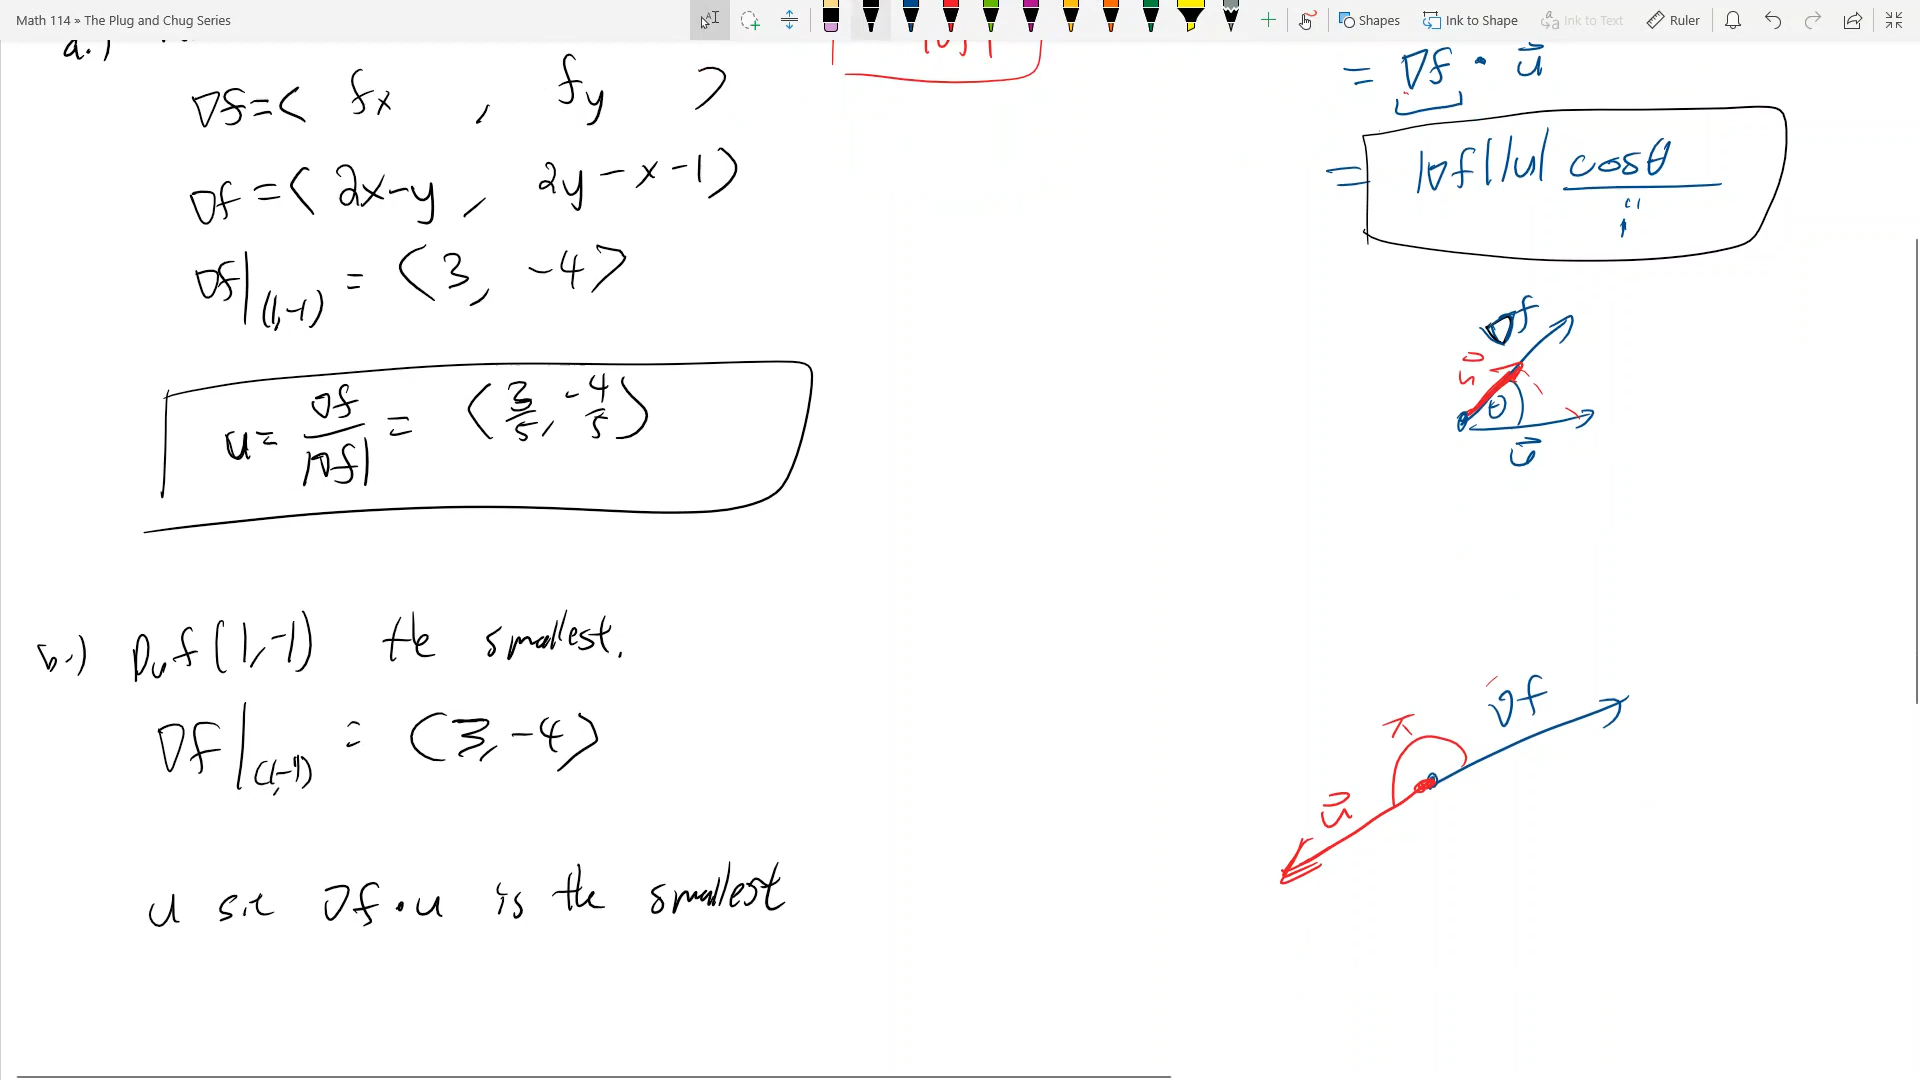 Math 114 » The Plug and Chug Series
Shapes
Ink to Shape
Ink to Text
Ruler
a.)
∇f = < fx , fy >
∇f = < 2x-y , 2y-x-1 >
∇f|(1,-1) = < 3, -4 >
u = ∇f / |∇f| = < 3/5, -4/5 >
b.) Duf(1,-1) the smallest.
∇f|(1,-1) = < 3, -4 >
u s.t ∇f · u is the smallest
= ∇f · u⃗
= |∇f||u| cosθ
∇f
u⃗
θ
u⃗
π
∇f
u⃗